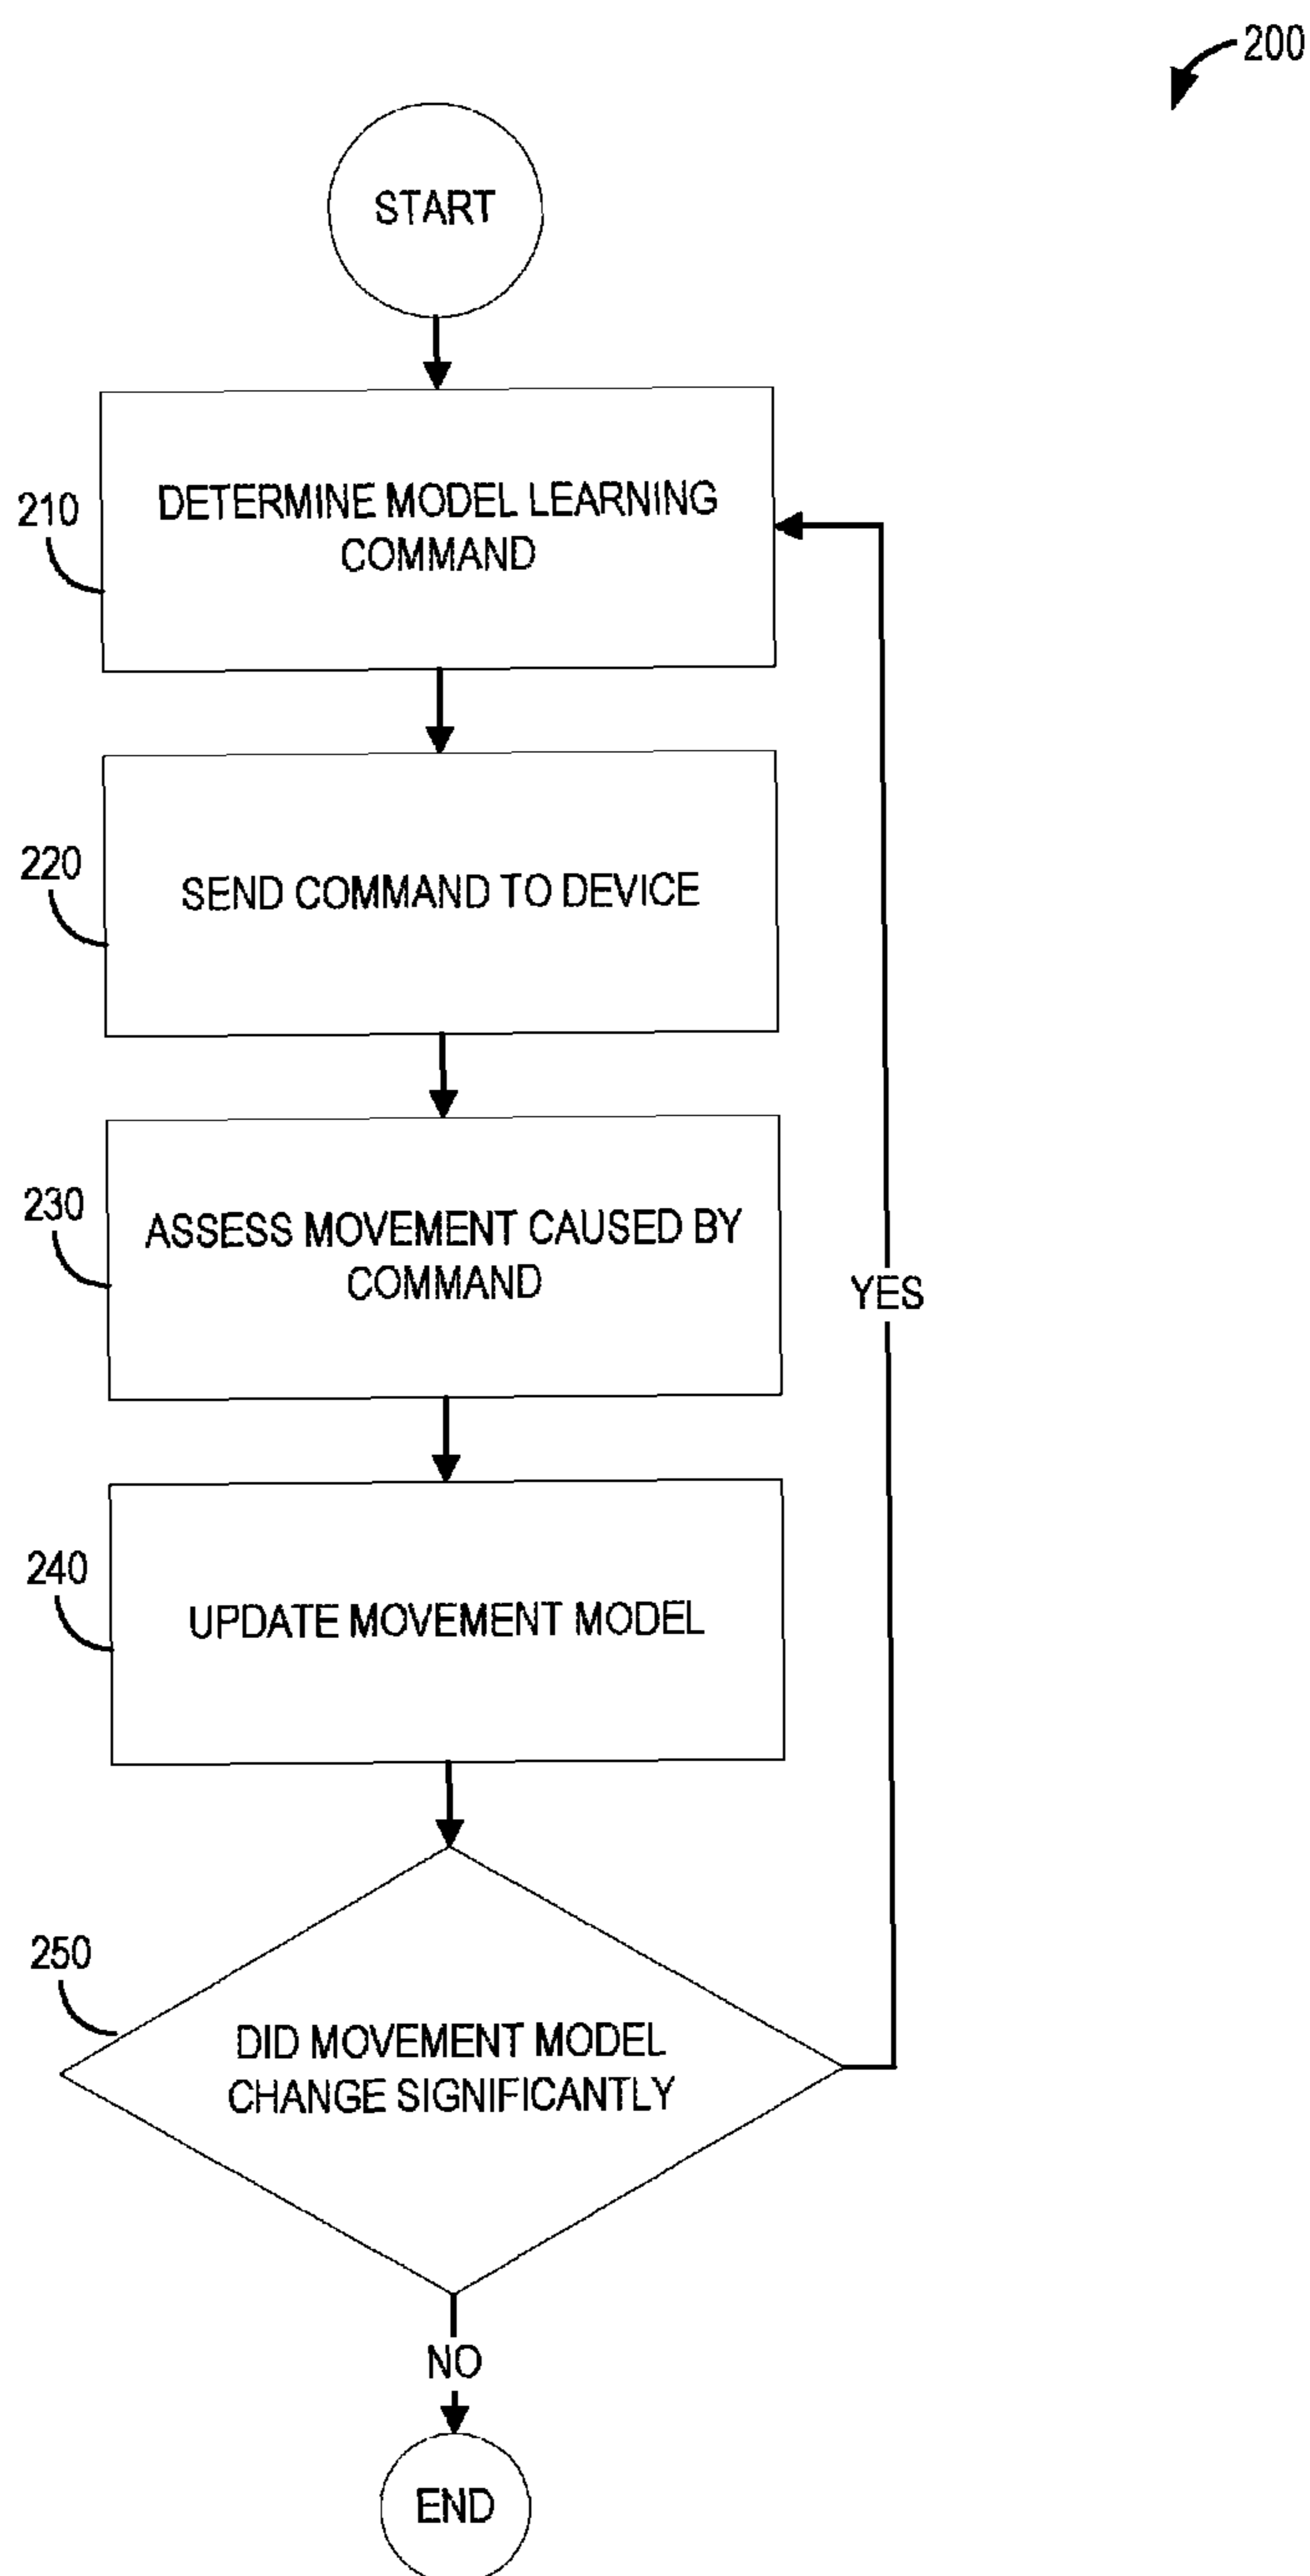 200
START
210
DETERMINE MODEL LEARNING
COMMAND
220
SEND COMMAND TO DEVICE
230
ASSESS MOVEMENT CAUSED BY
COMMAND
YES
240
UPDATE MOVEMENT MODEL
250
DID MOVEMENT MODEL
CHANGE SIGNIFICANTLY
NO
END